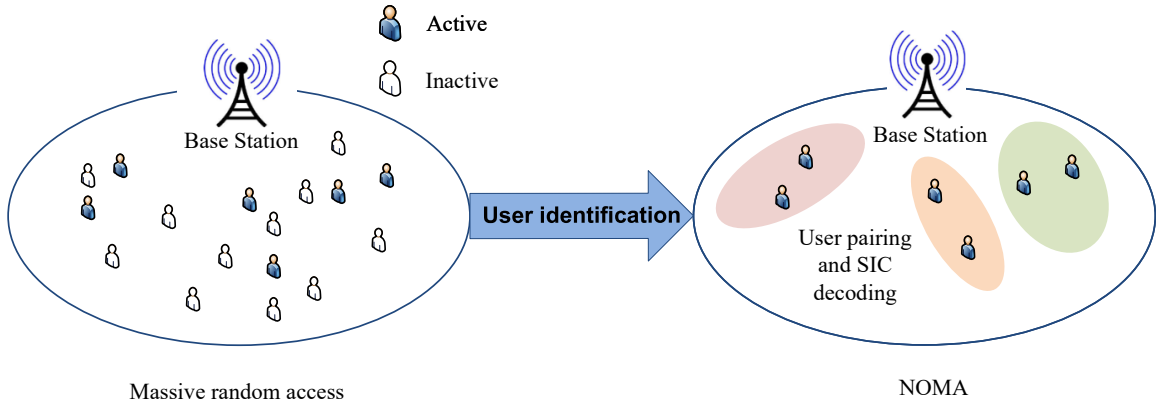 Active
Inactive
Base Station
Base Station
User identification
User pairing
and SIC
decoding
Massive random access
NOMA